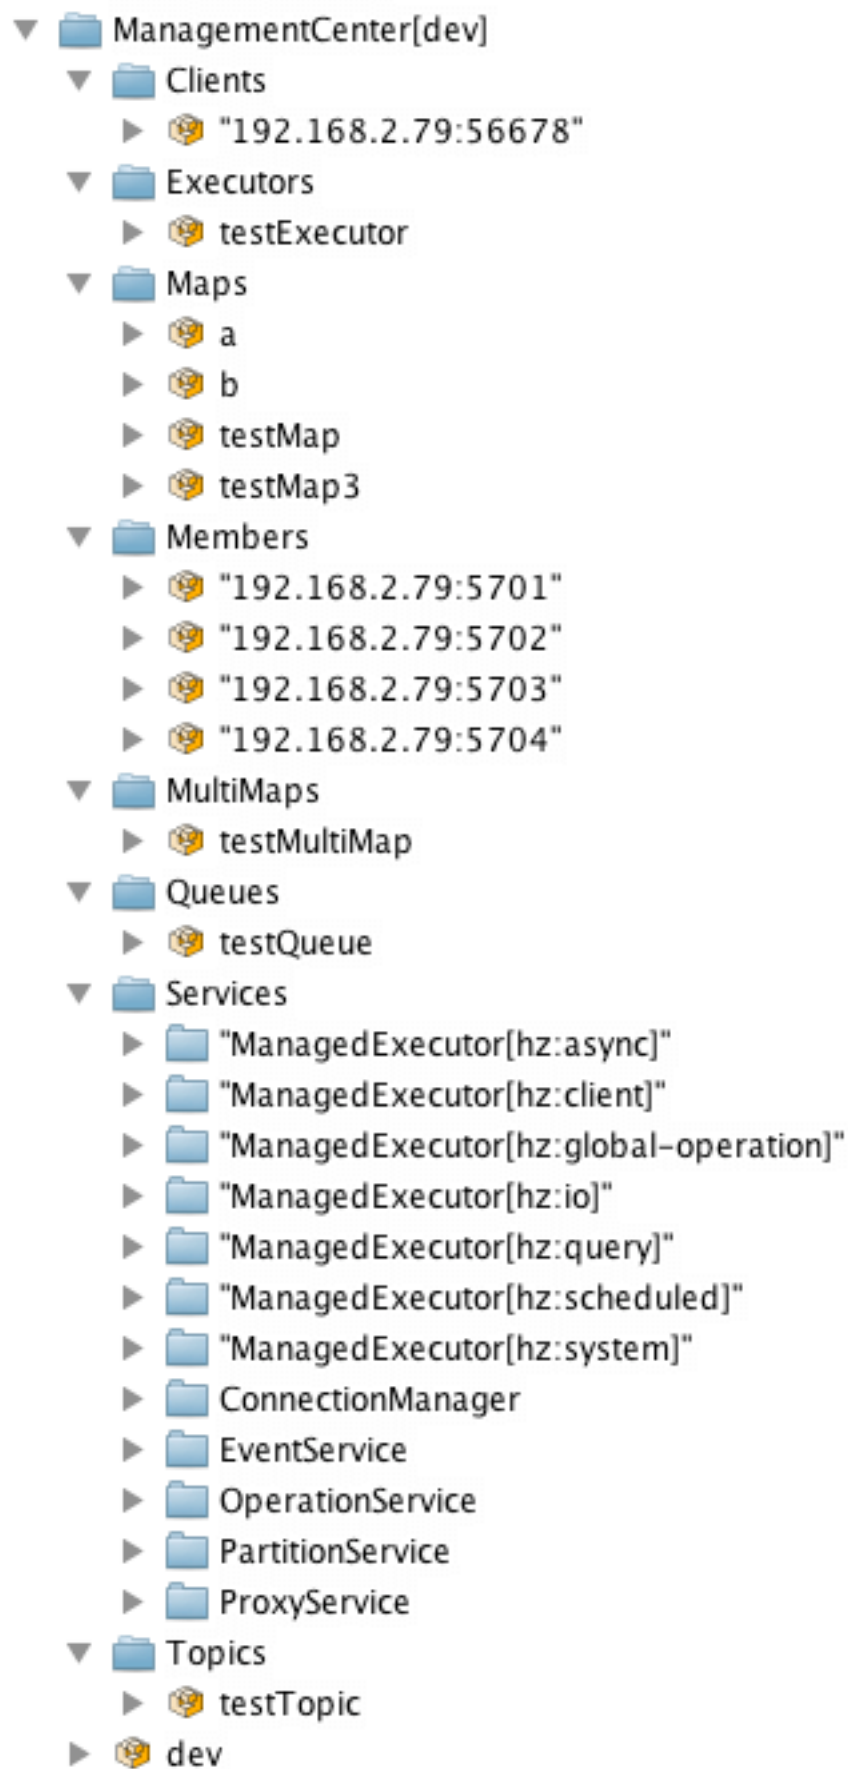 ManagementCenter[dev]
Clients
"192.168.2.79:56678"
Executors
testExecutor
Maps
a
b
testMap
testMap3
Members
"192.168.2.79:5701"
"192.168.2.79:5702"
"192.168.2.79:5703"
"192.168.2.79:5704"
MultiMaps
testMultiMap
Queues
testQueue
Services
"ManagedExecutor[hz:async]"
"ManagedExecutor[hz:client]"
"ManagedExecutor[hz:global-operation]"
"ManagedExecutor[hz:io]"
"ManagedExecutor[hz:query]"
"ManagedExecutor[hz:scheduled]"
"ManagedExecutor[hz:system]"
ConnectionManager
EventService
OperationService
PartitionService
ProxyService
Topics
testTopic
dev